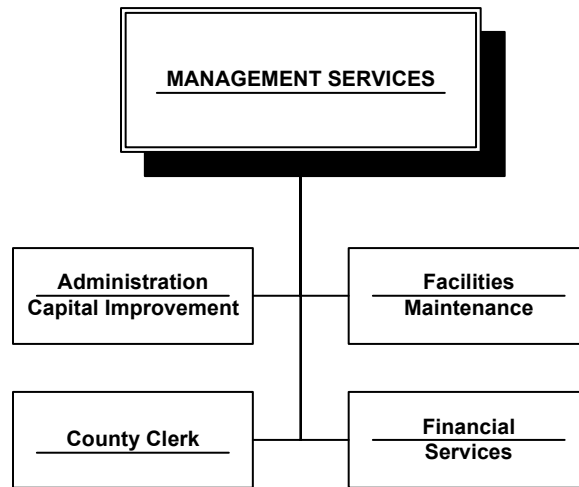 MANAGEMENT SERVICES
Administration
Capital Improvement
Facilities
Maintenance
County Clerk
Financial
Services